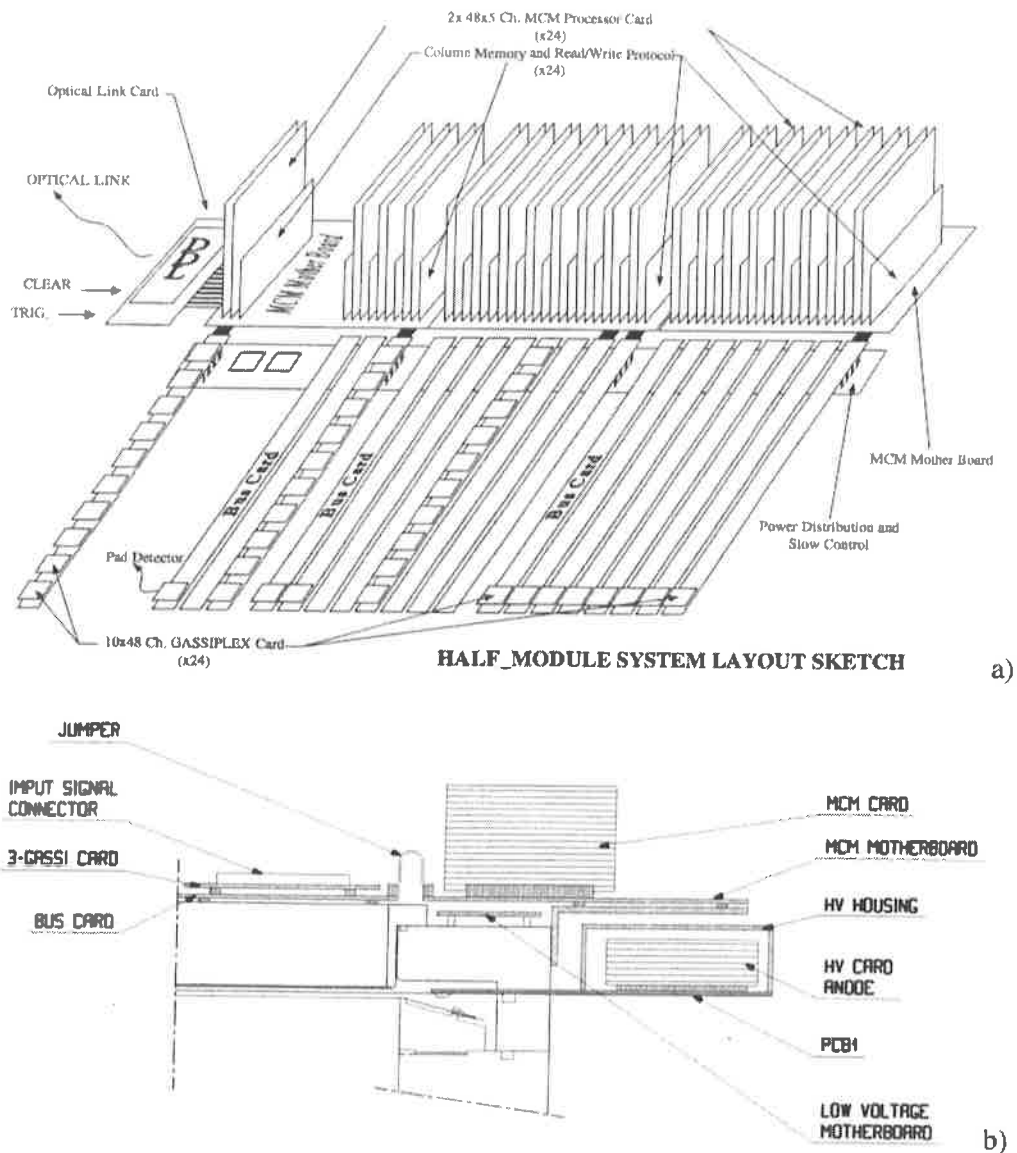 2x 48x5 Ch. MCM Processor Card
(x24)
Colume Memory and Read/Write Protocol
(x24)
Optical Link Card
OPTICAL LINK
CLEAR
TRIG.
MCM Mother Board
Bus Card
Bus Card
Bus Card
MCM Mother Board
Power Distribution and
Slow Control
Pad Detector
10x48 Ch. GASSIPLEX Card
(x24)
HALF_MODULE SYSTEM LAYOUT SKETCH
a)
JUMPER
IMPUT SIGNAL
CONNECTOR
3-GASSI CARD
BUS CARD
MCM CARD
MCM MOTHERBOARD
HV HOUSING
HV CARD
ANODE
PCB1
LOW VOLTAGE
MOTHERBOARD
b)